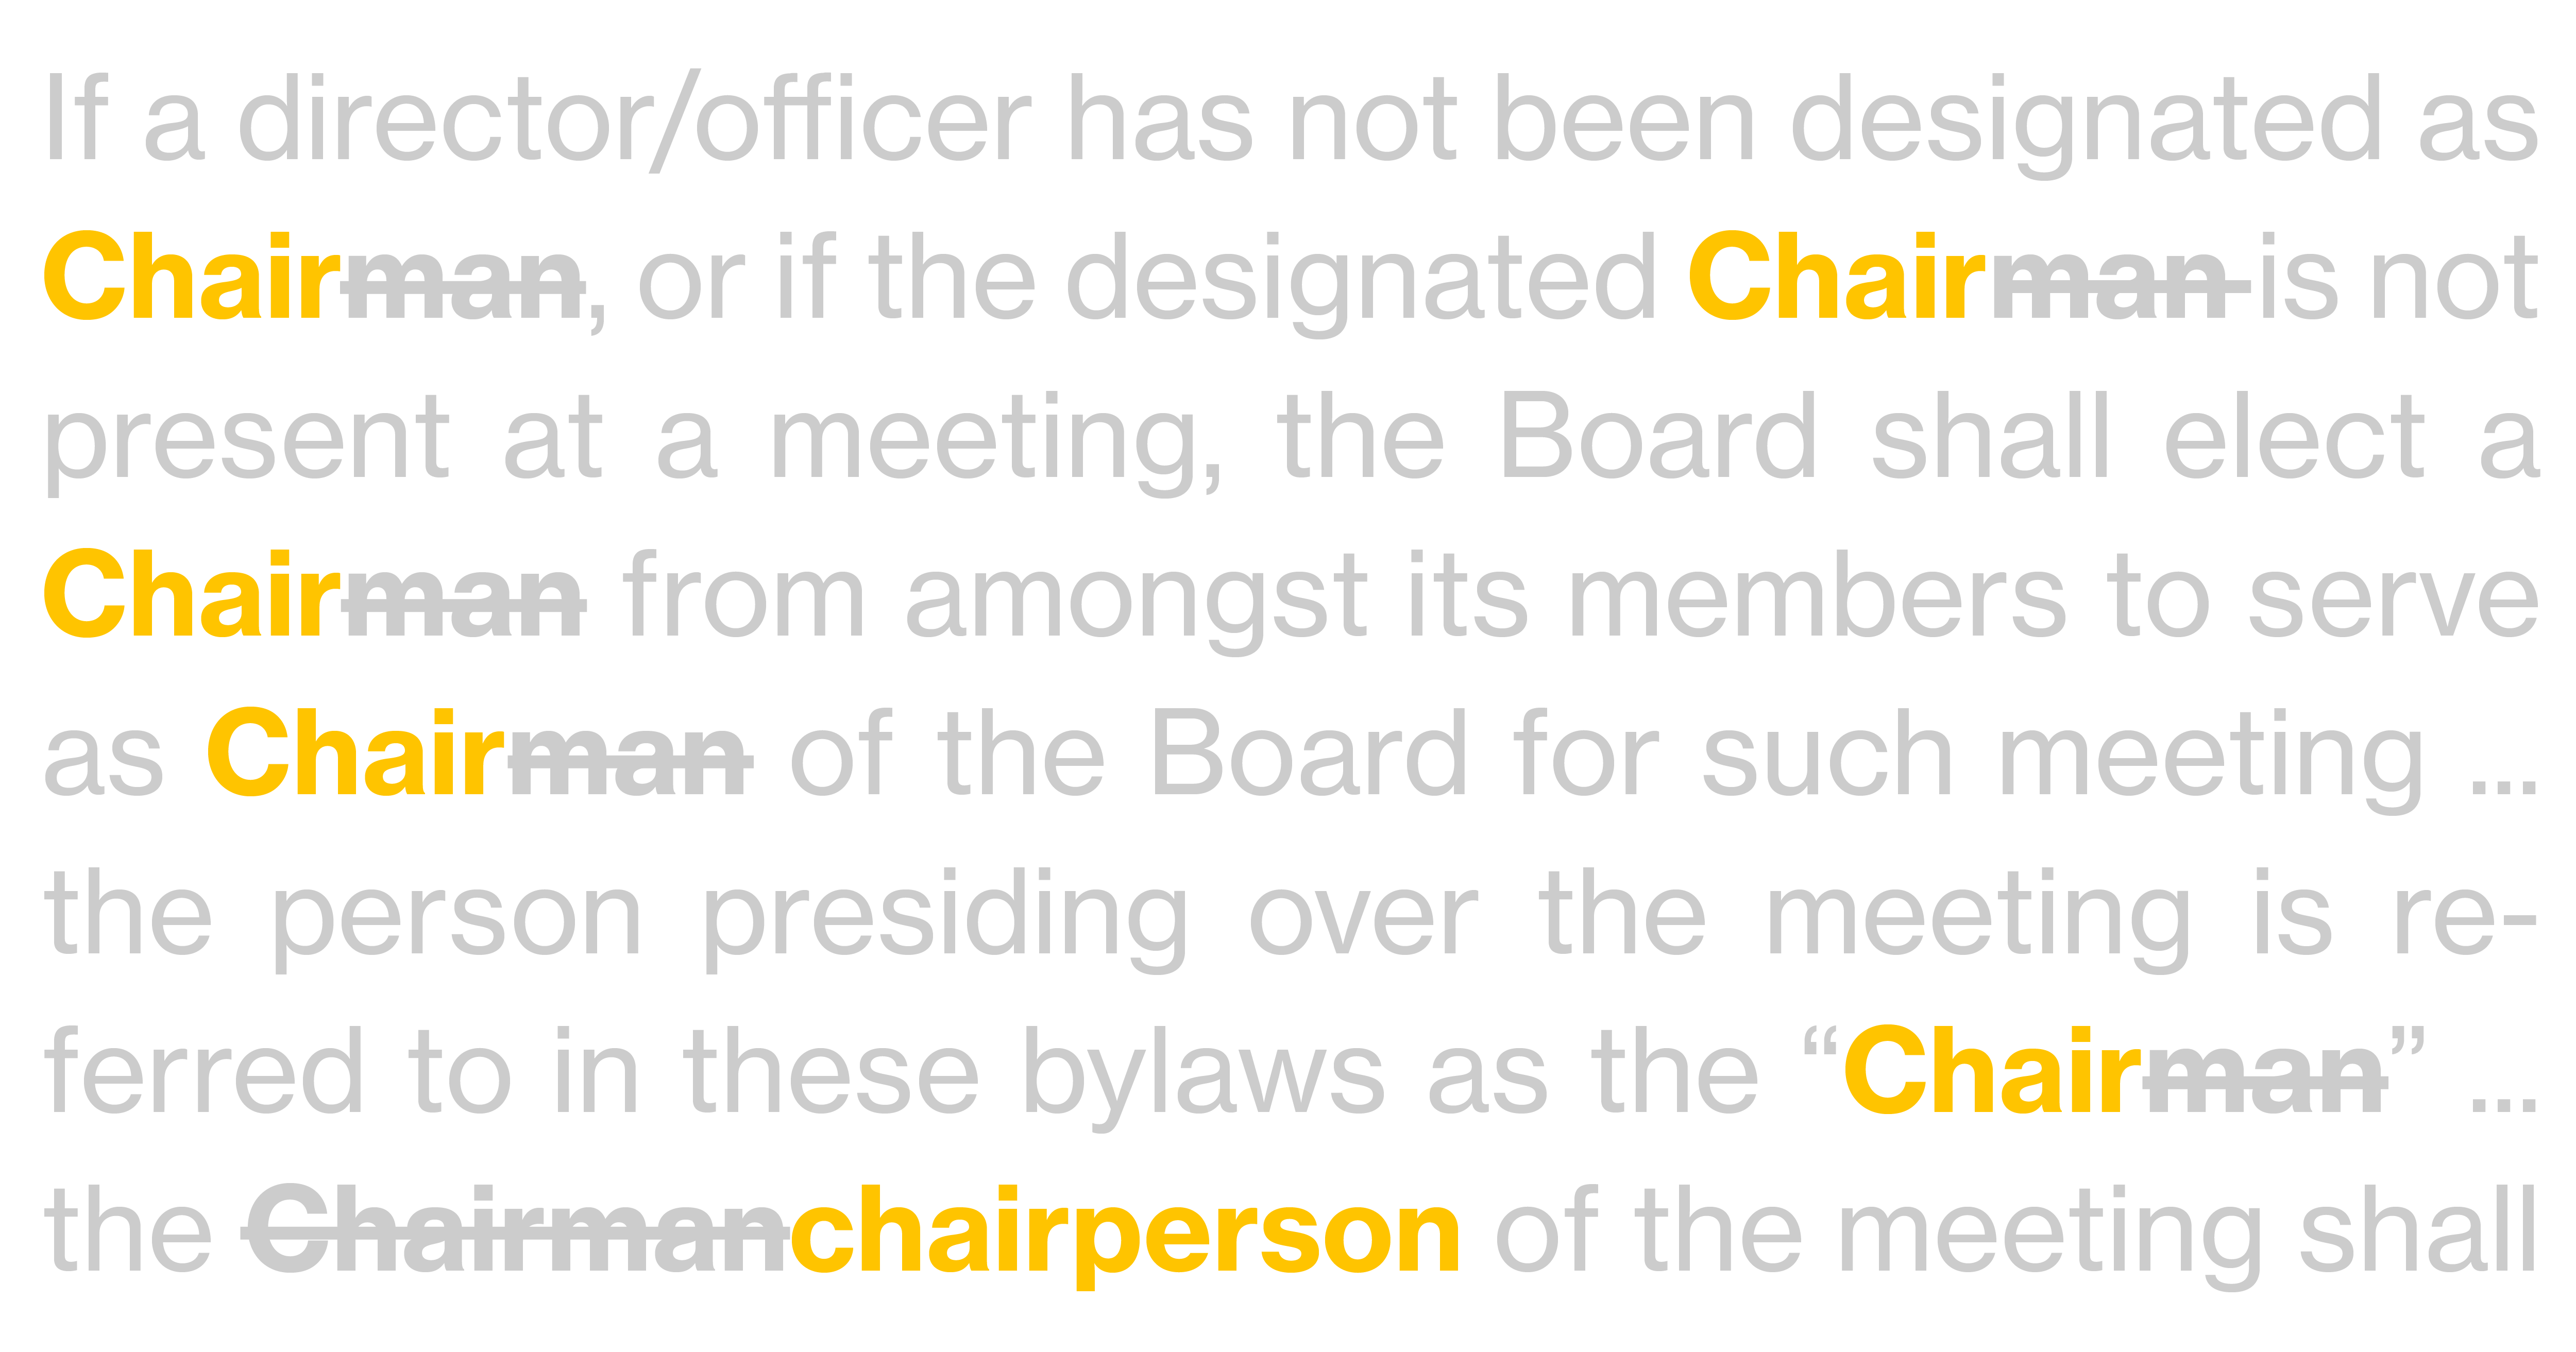 If a director/officer has not been designated as
Chairman, or if the designated Chairman is not
present at a meeting, the Board shall elect a
Chairman from amongst its members to serve
as Chairman of the Board for such meeting ...
the person presiding over the meeting is re-
ferred to in these bylaws as the “Chairman” ...
the Chairmanchairperson of the meeting shall